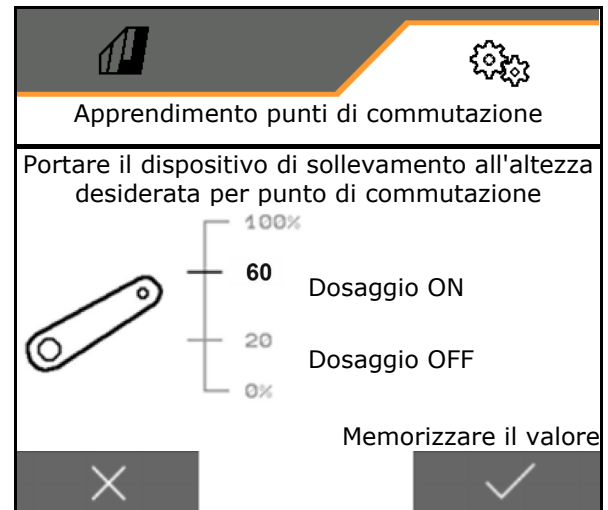 Apprendimento punti di commutazione
Portare il dispositivo di sollevamento all'altezza
desiderata per punto di commutazione
100%
60
Dosaggio ON
20
Dosaggio OFF
0%
Memorizzare il valore